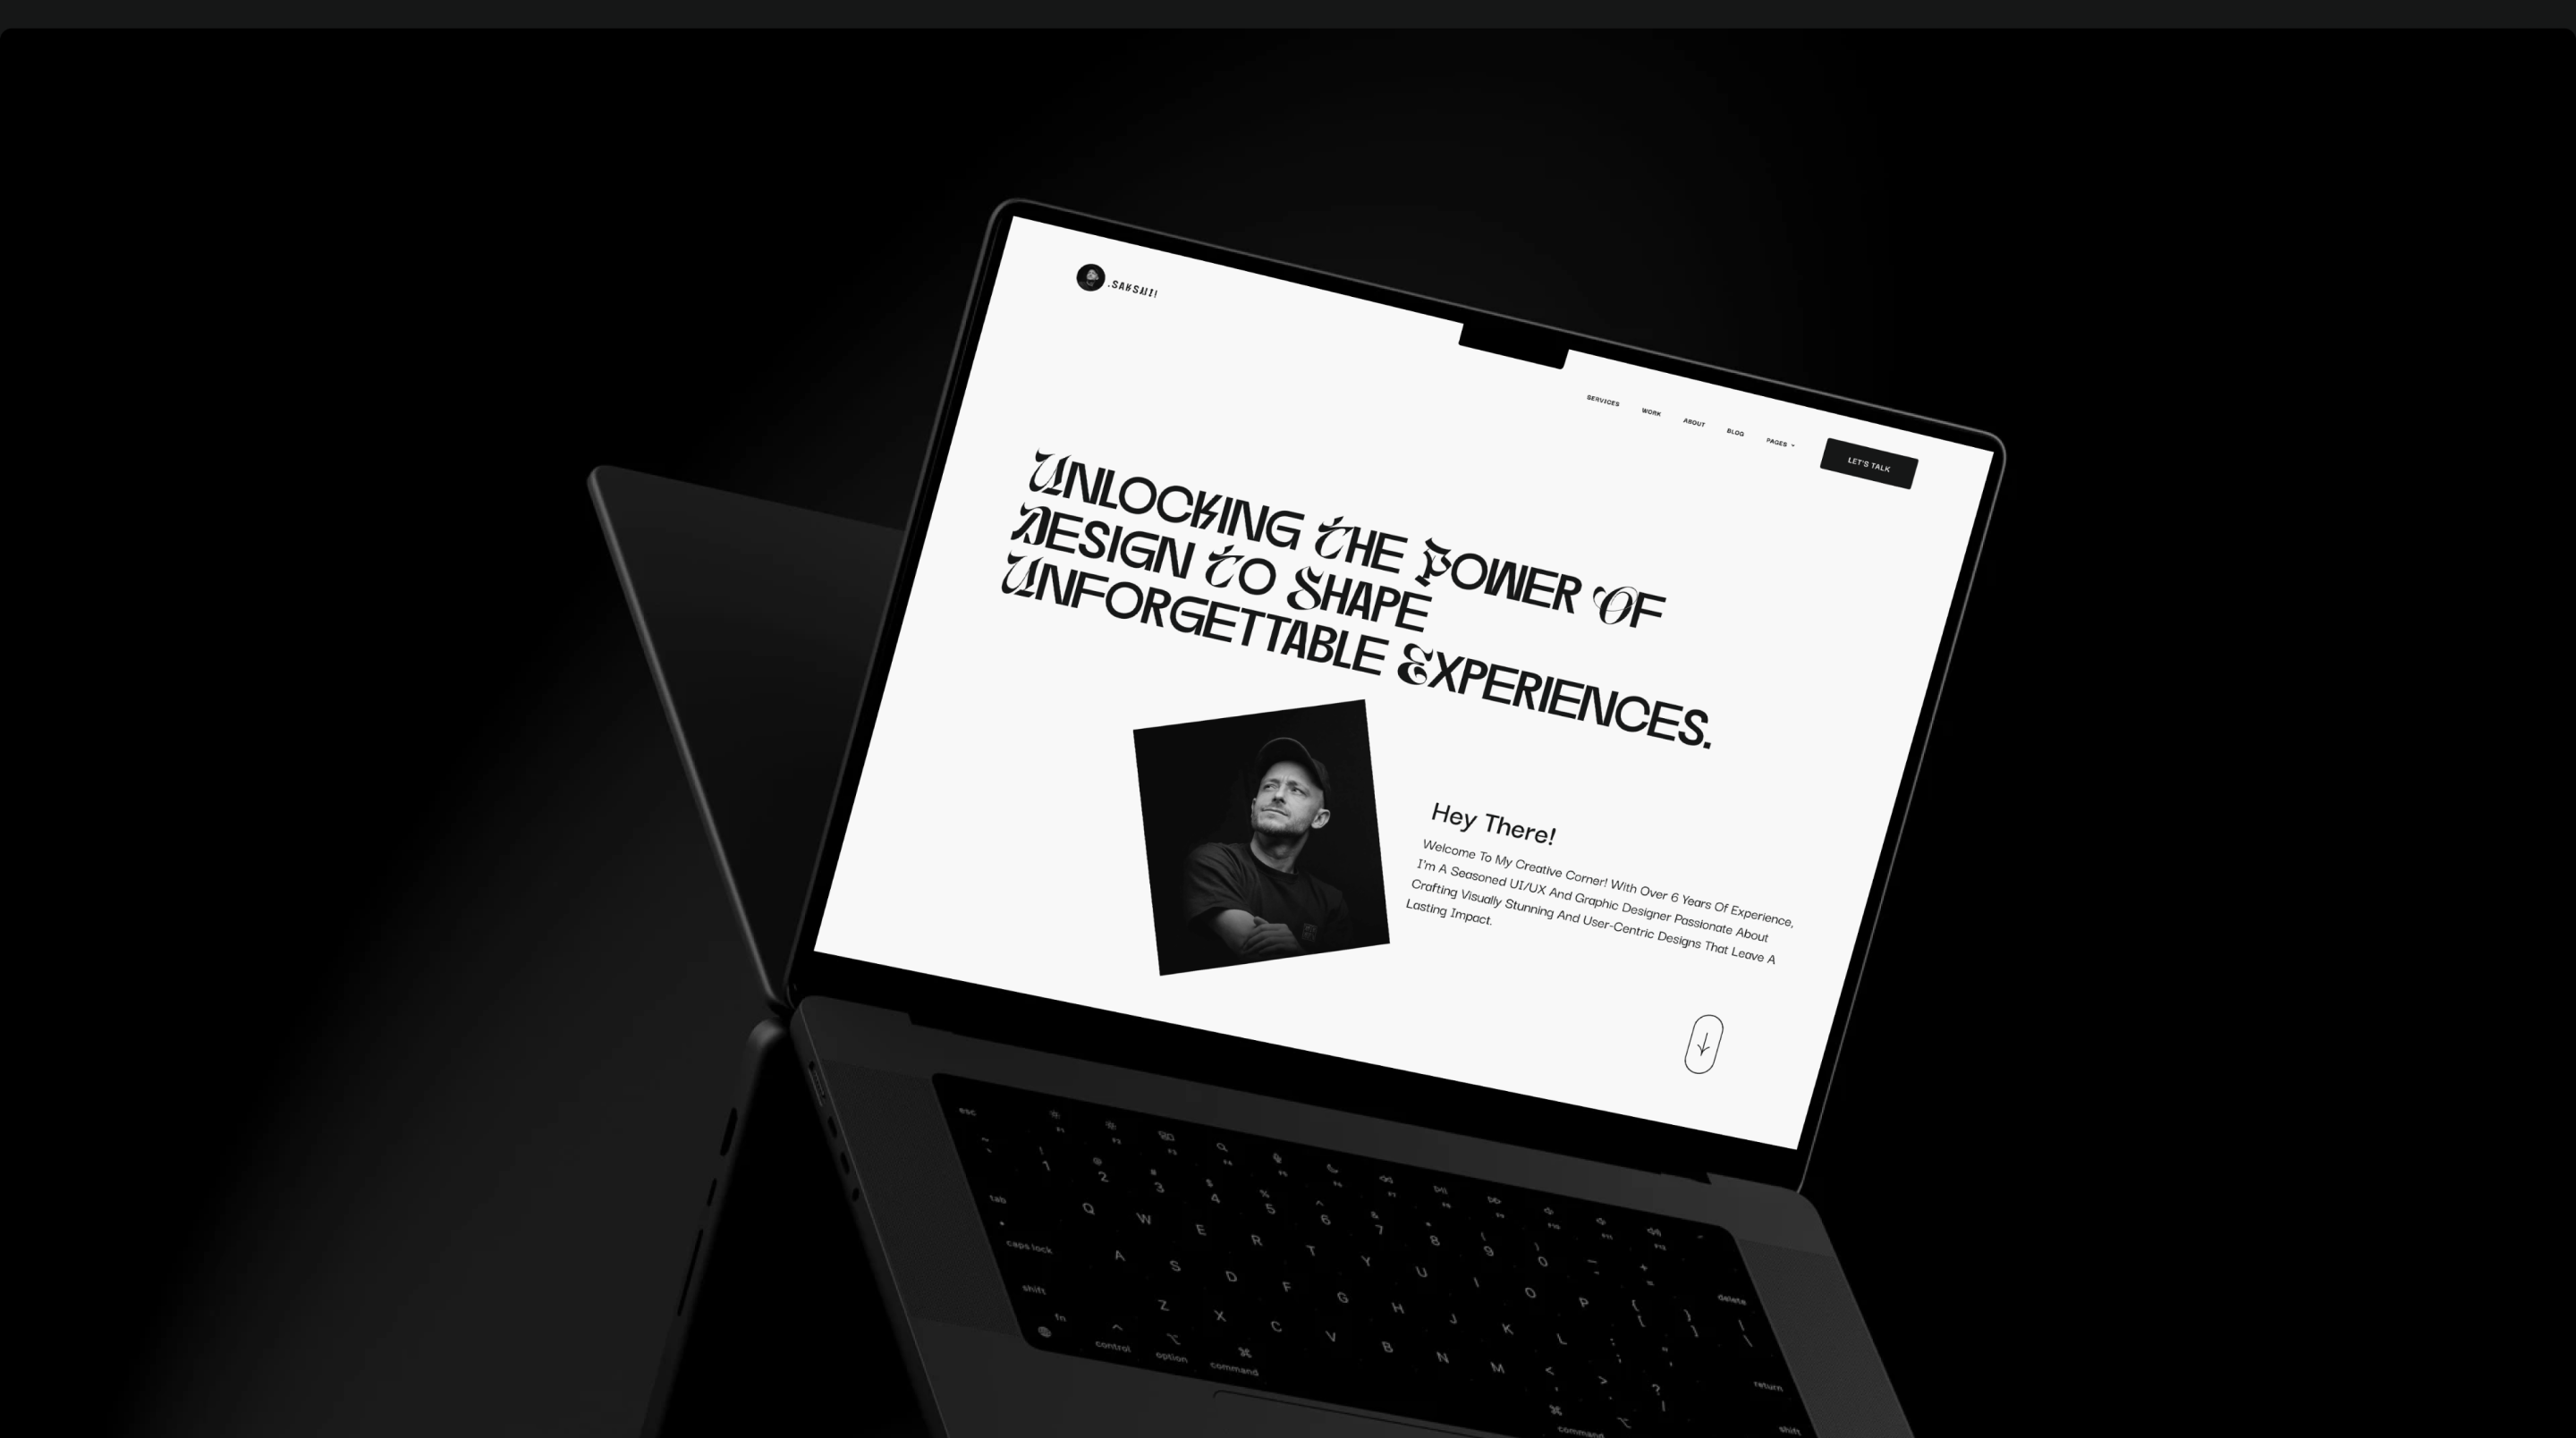 SERVICES WORK ABOUT BLOG PAGES
LET'S TALK
UNLOCKING THE POWER OF
DESIGN TO SHAPE
UNFORGETTABLE EXPERIENCES.
Hey There!
Welcome To My Creative Corner! With Over 6 Years Of Experience,
I'm A Seasoned UI/UX And Graphic Designer Passionate About
Crafting Visually Stunning And User-Centric Designs That Leave A
Lasting Impact.
esc
! @ # $ % ^ & * ( )
1 2 3 4 5 6 7 8 9 0
tab Q W E R T Y U I O P { } delete
caps lock A S D F G H J K L : " return
shift Z X C V B N M < > ? shift
fn control option command command